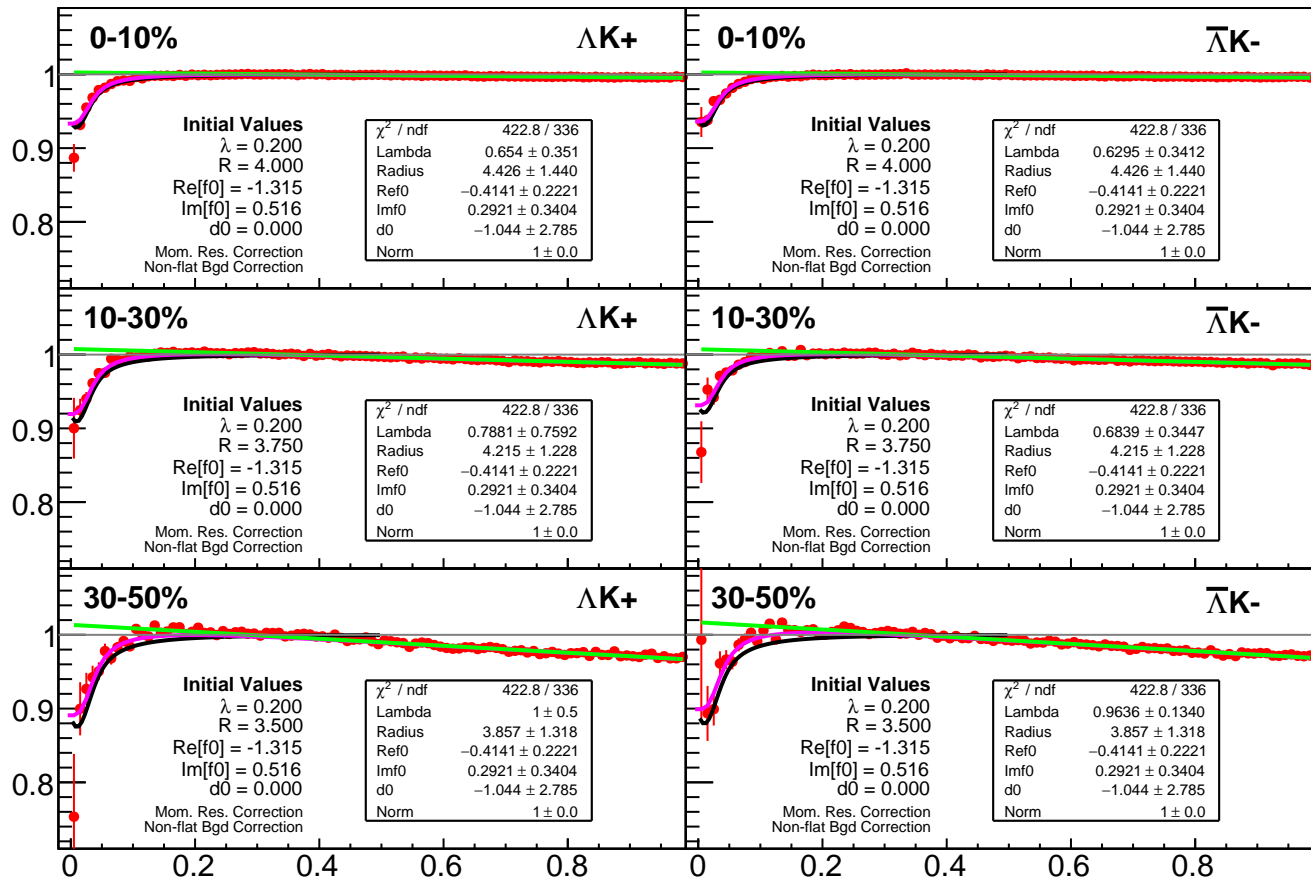 0-10%
ΛK+
1
0.9
0.8
Initial Values
λ = 0.200
R = 4.000
Re[f0] = -1.315
Im[f0] = 0.516
d0 = 0.000
Mom. Res. Correction
Non-flat Bgd Correction
χ² / ndf 422.8 / 336
Lambda 0.654 ± 0.351
Radius 4.426 ± 1.440
Ref0 −0.4141 ± 0.2221
Imf0 0.2921 ± 0.3404
d0 −1.044 ± 2.785
Norm 1 ± 0.0
0-10%
Λ̅K-
Initial Values
λ = 0.200
R = 4.000
Re[f0] = -1.315
Im[f0] = 0.516
d0 = 0.000
Mom. Res. Correction
Non-flat Bgd Correction
χ² / ndf 422.8 / 336
Lambda 0.6295 ± 0.3412
Radius 4.426 ± 1.440
Ref0 −0.4141 ± 0.2221
Imf0 0.2921 ± 0.3404
d0 −1.044 ± 2.785
Norm 1 ± 0.0
10-30%
ΛK+
1
0.9
0.8
Initial Values
λ = 0.200
R = 3.750
Re[f0] = -1.315
Im[f0] = 0.516
d0 = 0.000
Mom. Res. Correction
Non-flat Bgd Correction
χ² / ndf 422.8 / 336
Lambda 0.7881 ± 0.7592
Radius 4.215 ± 1.228
Ref0 −0.4141 ± 0.2221
Imf0 0.2921 ± 0.3404
d0 −1.044 ± 2.785
Norm 1 ± 0.0
10-30%
Λ̅K-
Initial Values
λ = 0.200
R = 3.750
Re[f0] = -1.315
Im[f0] = 0.516
d0 = 0.000
Mom. Res. Correction
Non-flat Bgd Correction
χ² / ndf 422.8 / 336
Lambda 0.6839 ± 0.3447
Radius 4.215 ± 1.228
Ref0 −0.4141 ± 0.2221
Imf0 0.2921 ± 0.3404
d0 −1.044 ± 2.785
Norm 1 ± 0.0
30-50%
ΛK+
1
0.9
0.8
Initial Values
λ = 0.200
R = 3.500
Re[f0] = -1.315
Im[f0] = 0.516
d0 = 0.000
Mom. Res. Correction
Non-flat Bgd Correction
χ² / ndf 422.8 / 336
Lambda 1 ± 0.5
Radius 3.857 ± 1.318
Ref0 −0.4141 ± 0.2221
Imf0 0.2921 ± 0.3404
d0 −1.044 ± 2.785
Norm 1 ± 0.0
30-50%
Λ̅K-
Initial Values
λ = 0.200
R = 3.500
Re[f0] = -1.315
Im[f0] = 0.516
d0 = 0.000
Mom. Res. Correction
Non-flat Bgd Correction
χ² / ndf 422.8 / 336
Lambda 0.9636 ± 0.1340
Radius 3.857 ± 1.318
Ref0 −0.4141 ± 0.2221
Imf0 0.2921 ± 0.3404
d0 −1.044 ± 2.785
Norm 1 ± 0.0
0 0.2 0.4 0.6 0.8
0 0.2 0.4 0.6 0.8